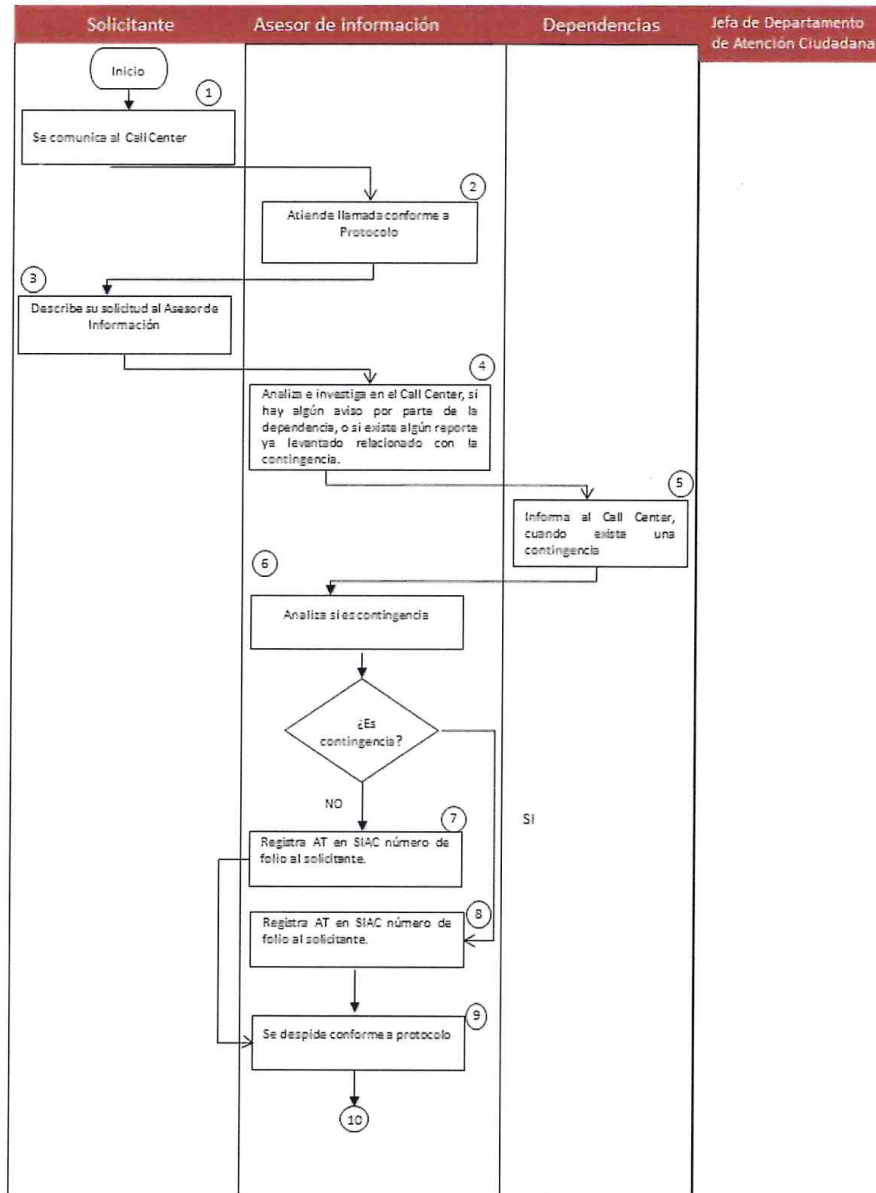 Solicitante
Asesor de Información
Dependencias
Jefa de Departamento
de Atención Ciudadana
Inicio
1
Se comunica al Call Center
2
Atiende llamada conforme a
Protocolo
3
Describe su solicitud al Asesor de
Información
4
Analiza e investiga en el Call Center, si
hay algún aviso por parte de la
dependencia, o si existe algún reporte
ya levantado relacionado con la
contingencia.
5
Informa al Call Center,
cuando existe una
contingencia
6
Analiza si es contingencia
¿Es
contingencia?
NO
SI
7
Registra AT en SIAC número de
folio al solicitante.
8
Registra AT en SIAC número de
folio al solicitante.
9
Se despide conforme a protocolo
10